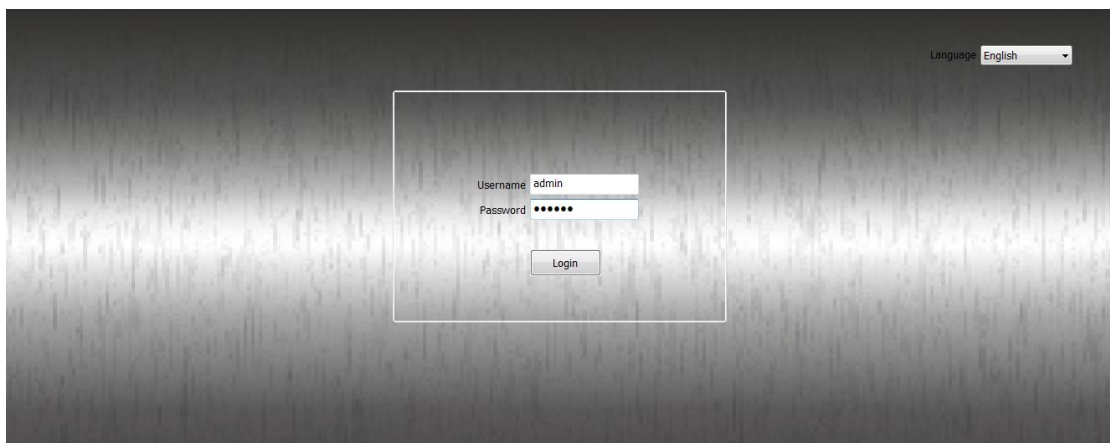 Language English
Username admin
Password ••••••
Login